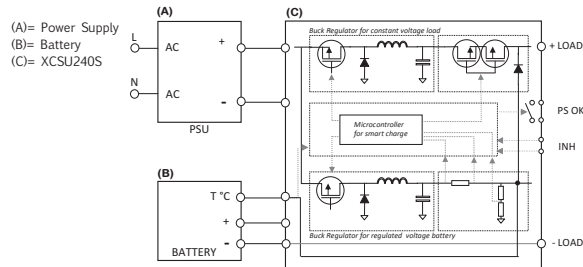 (A)= Power Supply
(B)= Battery
(C)= XCSU240S
(A)
L
AC
+
N
AC
-
PSU
(B)
T °C
+
-
BATTERY
(C)
Buck Regulator for constant voltage load
Microcontroller
for smart charge
Buck Regulator for regulated voltage battery
+ LOAD
PS OK
INH
- LOAD